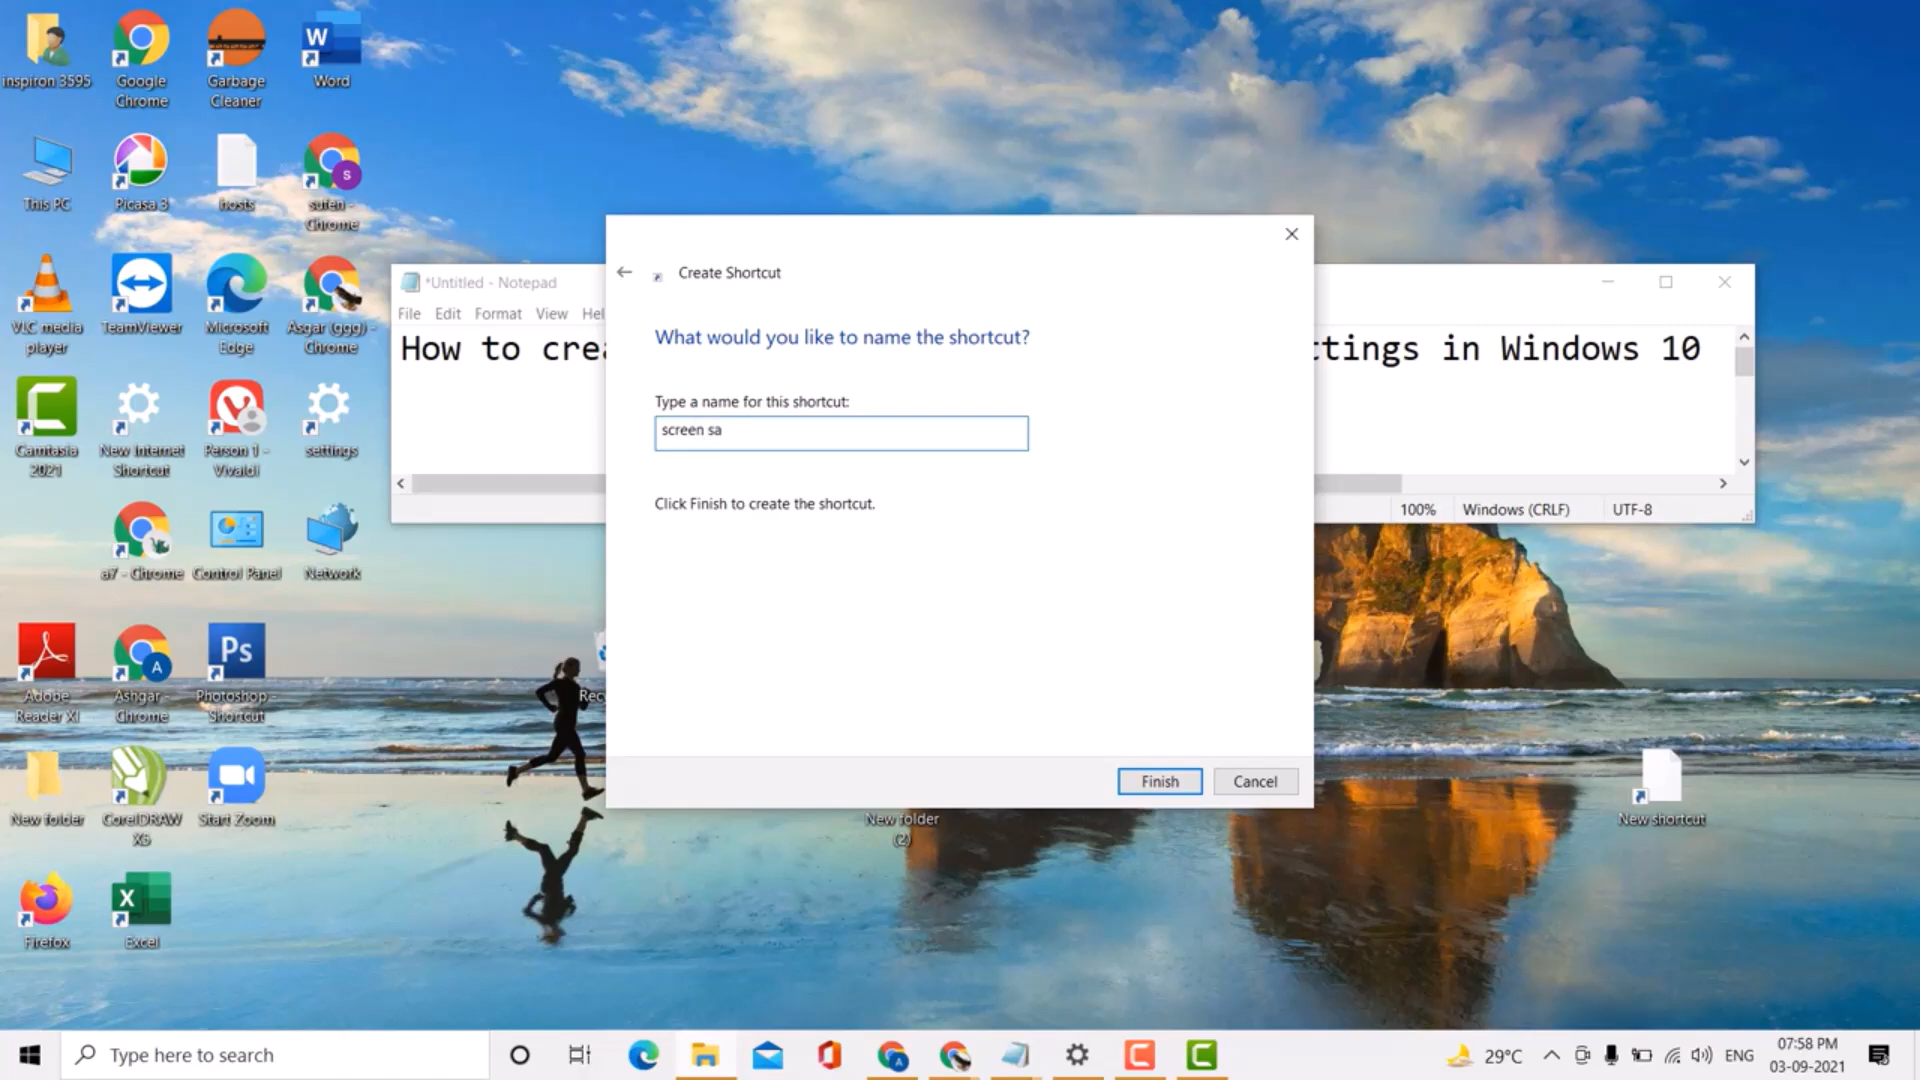 inspiron 3595
Google Chrome
Garbage Cleaner
Word
This PC
Picasa 3
hosts
sufen - Chrome
VLC media player
TeamViewer
Microsoft Edge
Asgar (ggg) - Chrome
Camtasia 2021
New Internet Shortcut
Person 1 - Vivaldi
settings
a7 - Chrome
Control Panel
Network
Adobe Reader XI
Ashgar - Chrome
Photoshop - Shortcut
New folder
CorelDRAW X5
Start Zoom
Firefox
Excel
*Untitled - Notepad
File Edit Format View Hel
How to crea
ttings in Windows 10
100% Windows (CRLF) UTF-8
Create Shortcut
What would you like to name the shortcut?
Type a name for this shortcut:
screen sa
Click Finish to create the shortcut.
Finish Cancel
Rec
New folder (2)
New shortcut
Type here to search
29°C
ENG
07:58 PM
03-09-2021